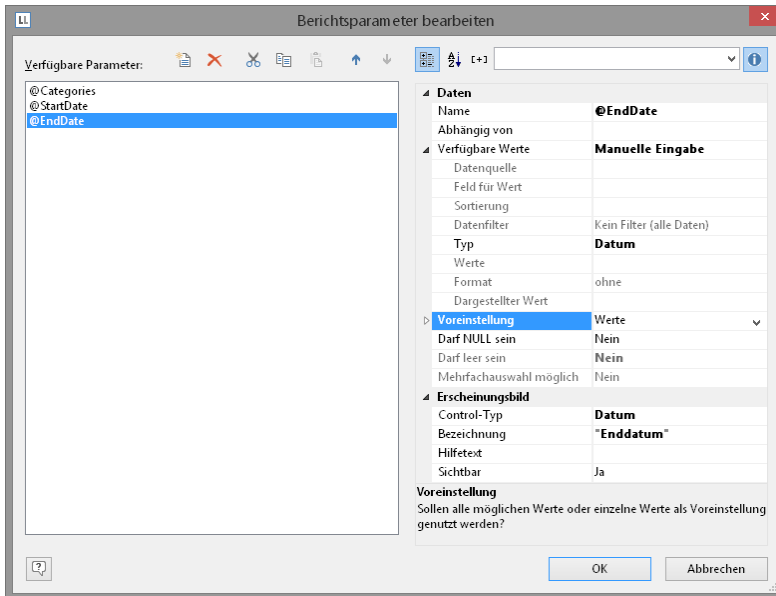 LL
Berichtsparameter bearbeiten
Verfügbare Parameter:
@Categories
@StartDate
@EndDate
Daten
Name @EndDate
Abhängig von
Verfügbare Werte Manuelle Eingabe
Datenquelle
Feld für Wert
Sortierung
Datenfilter Kein Filter (alle Daten)
Typ Datum
Werte
Format ohne
Dargestellter Wert
Voreinstellung Werte
Darf NULL sein Nein
Darf leer sein Nein
Mehrfachauswahl möglich Nein
Erscheinungsbild
Control-Typ Datum
Bezeichnung "Enddatum"
Hilfetext
Sichtbar Ja
Voreinstellung
Sollen alle möglichen Werte oder einzelne Werte als Voreinstellung
genutzt werden?
OK Abbrechen